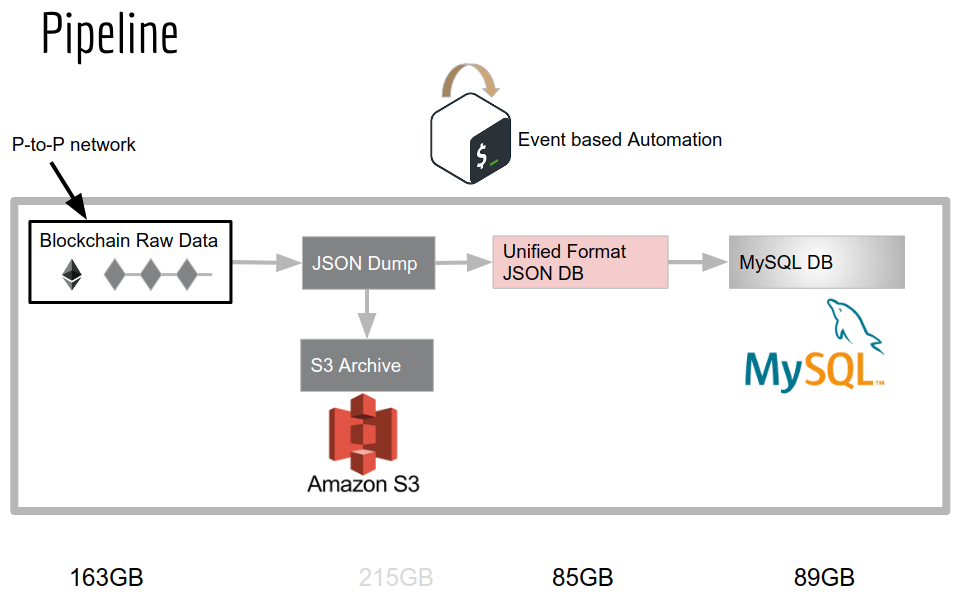 Pipeline
P-to-P network
$_
Event based Automation
Blockchain Raw Data
JSON Dump
Unified Format
JSON DB
MySQL DB
S3 Archive
MySQL™
Amazon S3
163GB
215GB
85GB
89GB